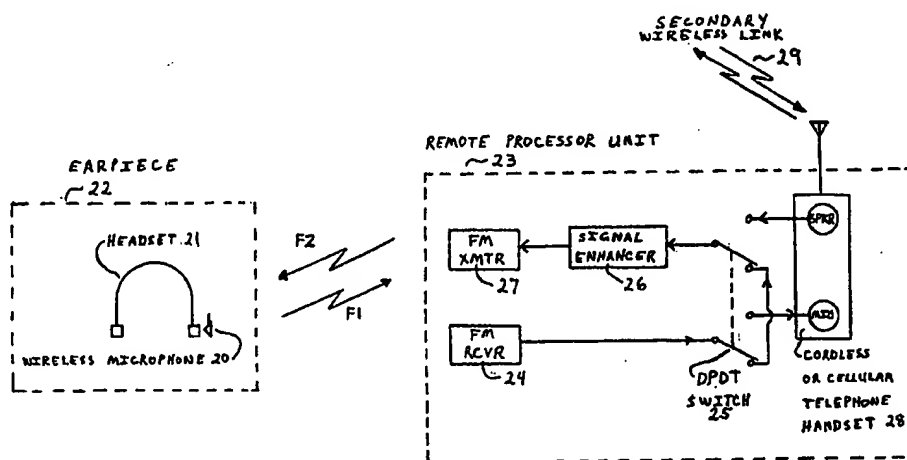 SECONDARY
WIRELESS LINK
29
REMOTE PROCESSOR UNIT
23
EARPIECE
22
HEADSET 21
F2
F1
WIRELESS MICROPHONE 20
FM
XMTR
27
SIGNAL
ENHANCER
26
SPKR
MIC
FM
RCVR
24
DPDT
SWITCH
25
CORDLESS
OR CELLULAR
TELEPHONE
HANDSET 28